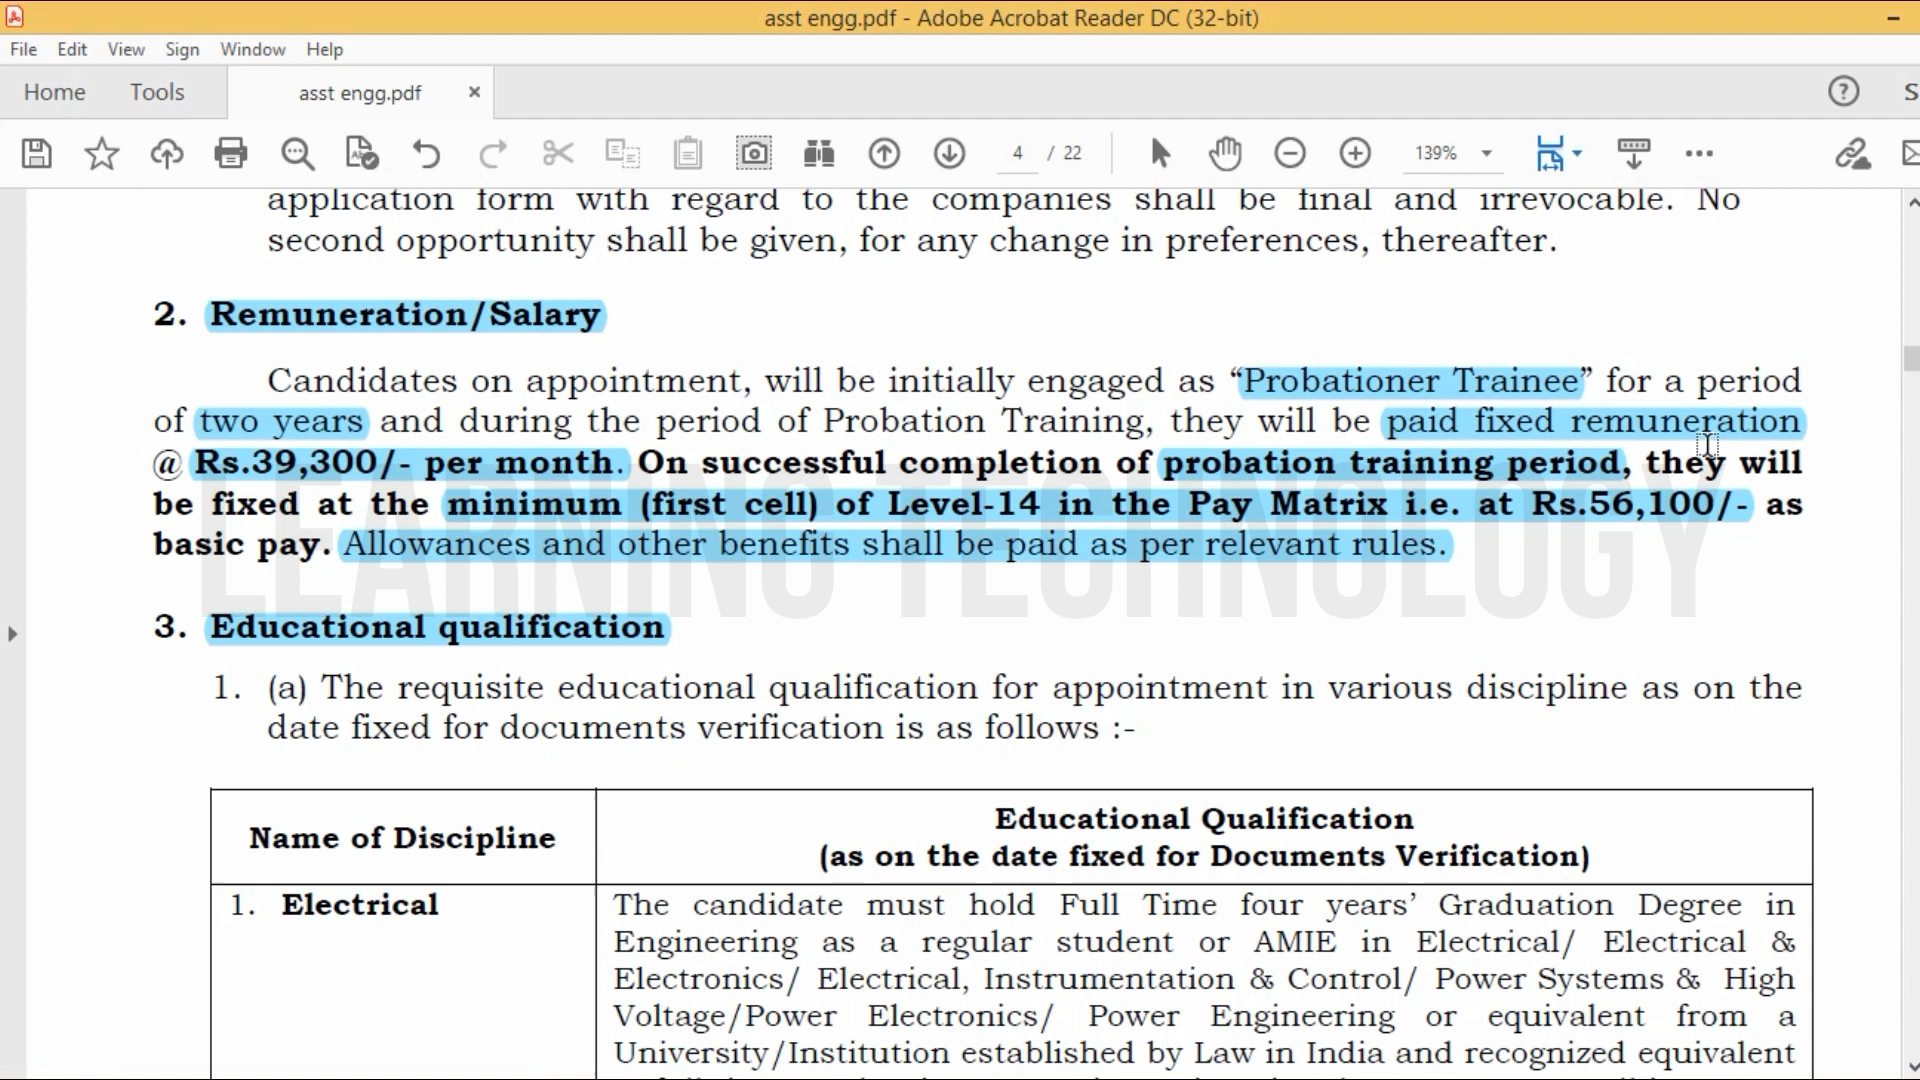 asst engg.pdf - Adobe Acrobat Reader DC (32-bit)
File Edit View Sign Window Help
Home Tools asst engg.pdf × ? S
4 / 22 139%
application form with regard to the companies shall be final and irrevocable. No
second opportunity shall be given, for any change in preferences, thereafter.
2. Remuneration/Salary
Candidates on appointment, will be initially engaged as “Probationer Trainee” for a period
of two years and during the period of Probation Training, they will be paid fixed remuneration
@ Rs.39,300/- per month. On successful completion of probation training period, they will
be fixed at the minimum (first cell) of Level-14 in the Pay Matrix i.e. at Rs.56,100/- as
basic pay. Allowances and other benefits shall be paid as per relevant rules.
LEARNING TECHNOLOGY
3. Educational qualification
1. (a) The requisite educational qualification for appointment in various discipline as on the
date fixed for documents verification is as follows :-
Name of Discipline
Educational Qualification
(as on the date fixed for Documents Verification)
1. Electrical
The candidate must hold Full Time four years’ Graduation Degree in
Engineering as a regular student or AMIE in Electrical/ Electrical &
Electronics/ Electrical, Instrumentation & Control/ Power Systems & High
Voltage/Power Electronics/ Power Engineering or equivalent from a
University/Institution established by Law in India and recognized equivalent